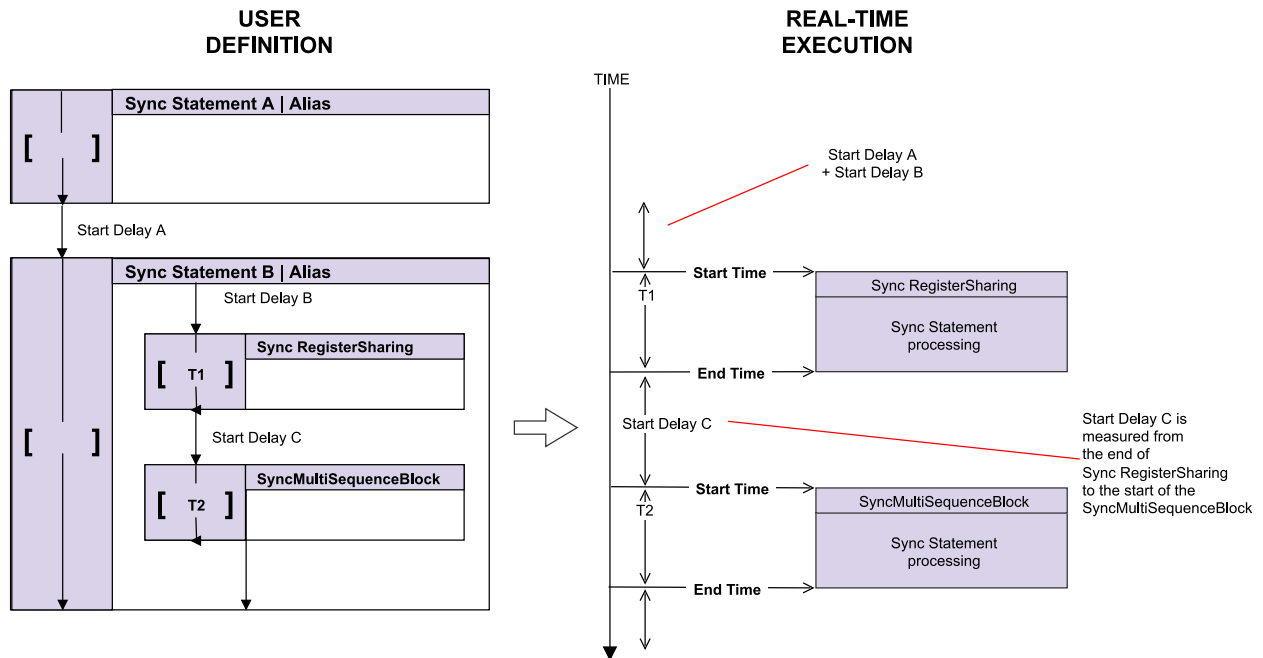 USER
DEFINITION
Sync Statement A | Alias
[ ]
Start Delay A
Sync Statement B | Alias
Start Delay B
Sync RegisterSharing
[ T1 ]
Start Delay C
[ ]
SyncMultiSequenceBlock
[ T2 ]
REAL-TIME
EXECUTION
TIME
Start Delay A
+ Start Delay B
Start Time
T1
Sync RegisterSharing
Sync Statement
processing
End Time
Start Delay C
Start Delay C is
measured from
the end of
Sync RegisterSharing
to the start of the
SyncMultiSequenceBlock
Start Time
T2
SyncMultiSequenceBlock
Sync Statement
processing
End Time